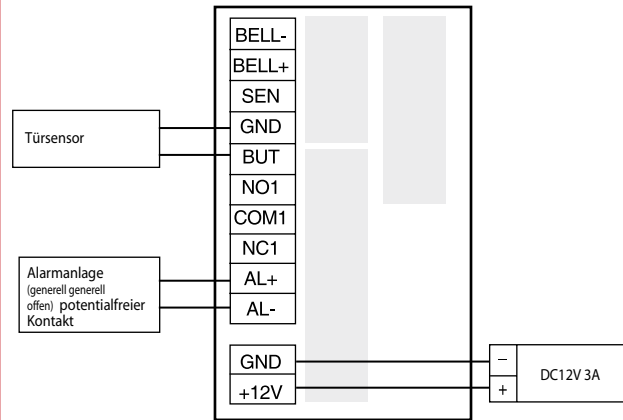 BELL-
BELL+
SEN
GND
BUT
NO1
COM1
NC1
AL+
AL-
GND
+12V
Türsensor
Alarmanlage
(generell generell
offen) potentialfreier
Kontakt
−
+
DC12V 3A